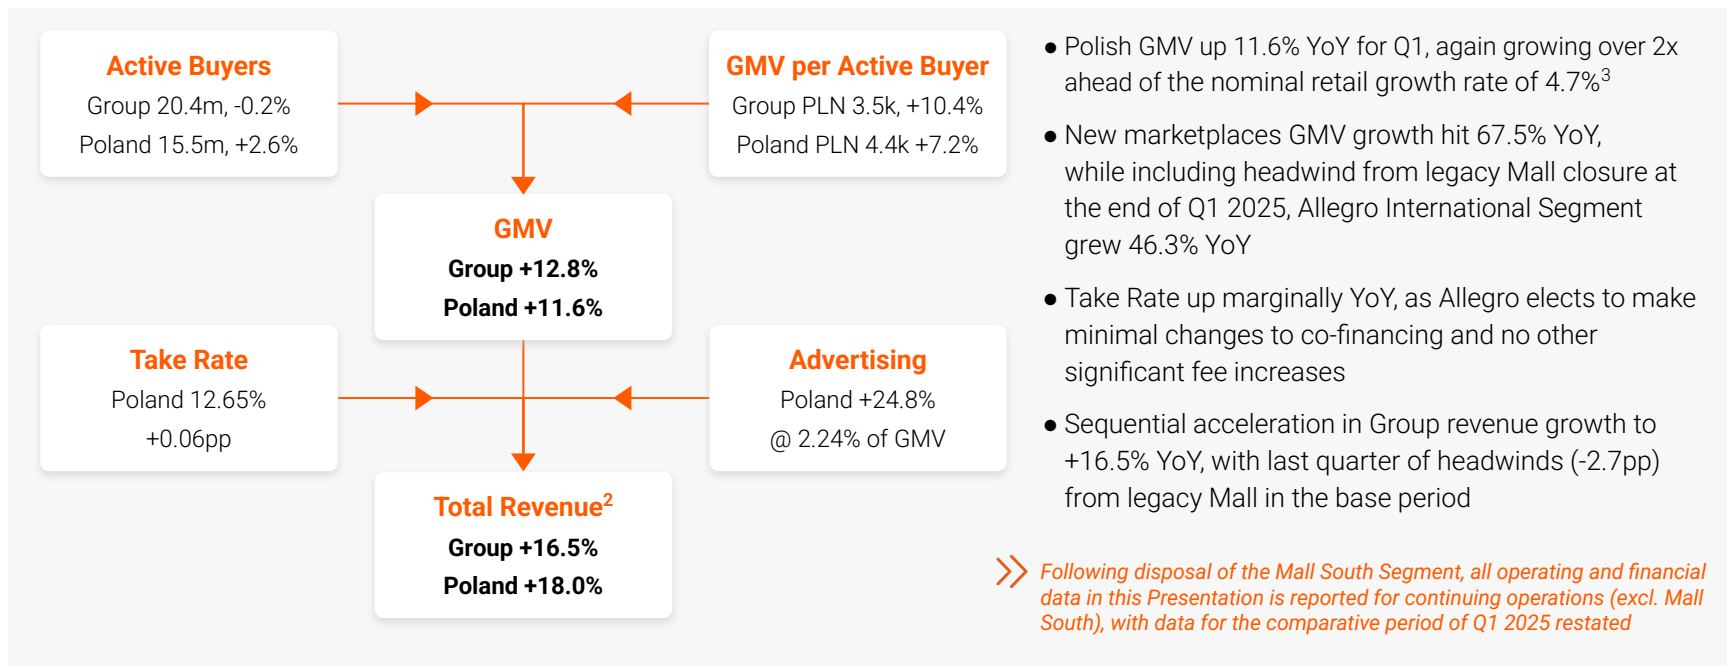 Active Buyers
Group 20.4m, -0.2%
Poland 15.5m, +2.6%
GMV per Active Buyer
Group PLN 3.5k, +10.4%
Poland PLN 4.4k +7.2%
GMV
Group +12.8%
Poland +11.6%
Take Rate
Poland 12.65%
+0.06pp
Advertising
Poland +24.8%
@ 2.24% of GMV
Total Revenue²
Group +16.5%
Poland +18.0%
● Polish GMV up 11.6% YoY for Q1, again growing over 2x
ahead of the nominal retail growth rate of 4.7%³
● New marketplaces GMV growth hit 67.5% YoY,
while including headwind from legacy Mall closure at
the end of Q1 2025, Allegro International Segment
grew 46.3% YoY
● Take Rate up marginally YoY, as Allegro elects to make
minimal changes to co-financing and no other
significant fee increases
● Sequential acceleration in Group revenue growth to
+16.5% YoY, with last quarter of headwinds (-2.7pp)
from legacy Mall in the base period
Following disposal of the Mall South Segment, all operating and financial
data in this Presentation is reported for continuing operations (excl. Mall
South), with data for the comparative period of Q1 2025 restated